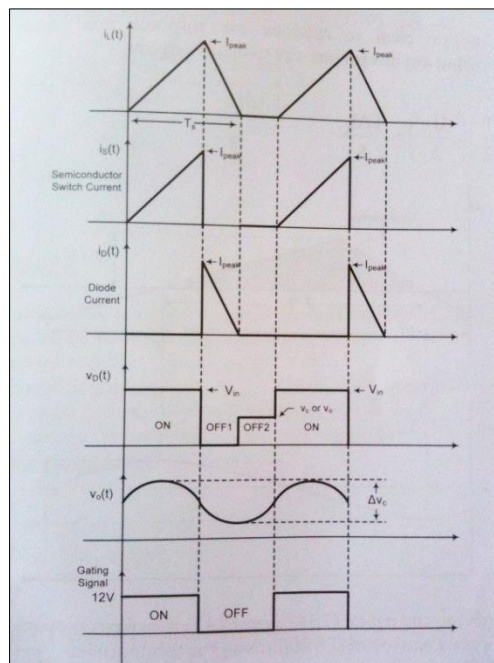 iL(t)
Ipeak
Ipeak
Ts
iS(t)
Semiconductor
Switch Current
Ipeak
Ipeak
iD(t)
Diode
Current
Ipeak
Ipeak
vD(t)
Vin
Vin
vc or vo
ON
OFF1
OFF2
ON
vo(t)
Δvc
Gating
Signal
12V
ON
OFF